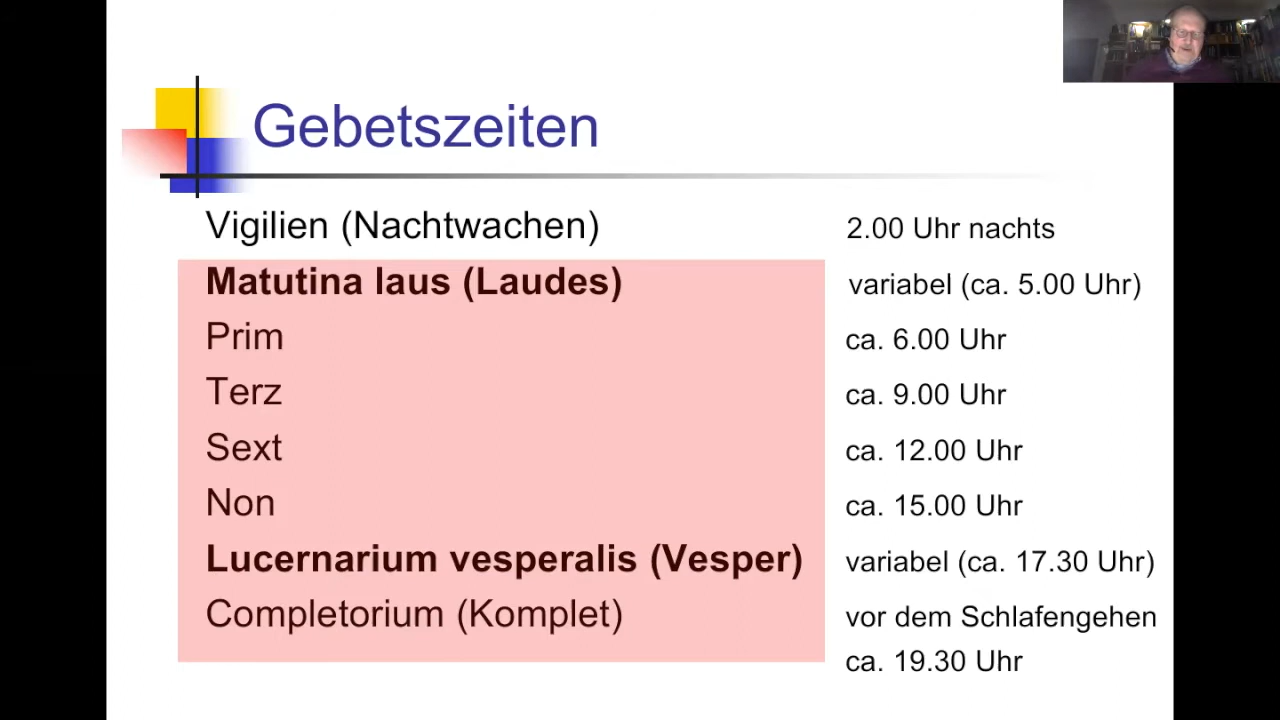 Gebetszeiten
Vigilien (Nachtwachen) 2.00 Uhr nachts
Matutina laus (Laudes) variabel (ca. 5.00 Uhr)
Prim ca. 6.00 Uhr
Terz ca. 9.00 Uhr
Sext ca. 12.00 Uhr
Non ca. 15.00 Uhr
Lucernarium vesperalis (Vesper) variabel (ca. 17.30 Uhr)
Completorium (Komplet) vor dem Schlafengehen
ca. 19.30 Uhr